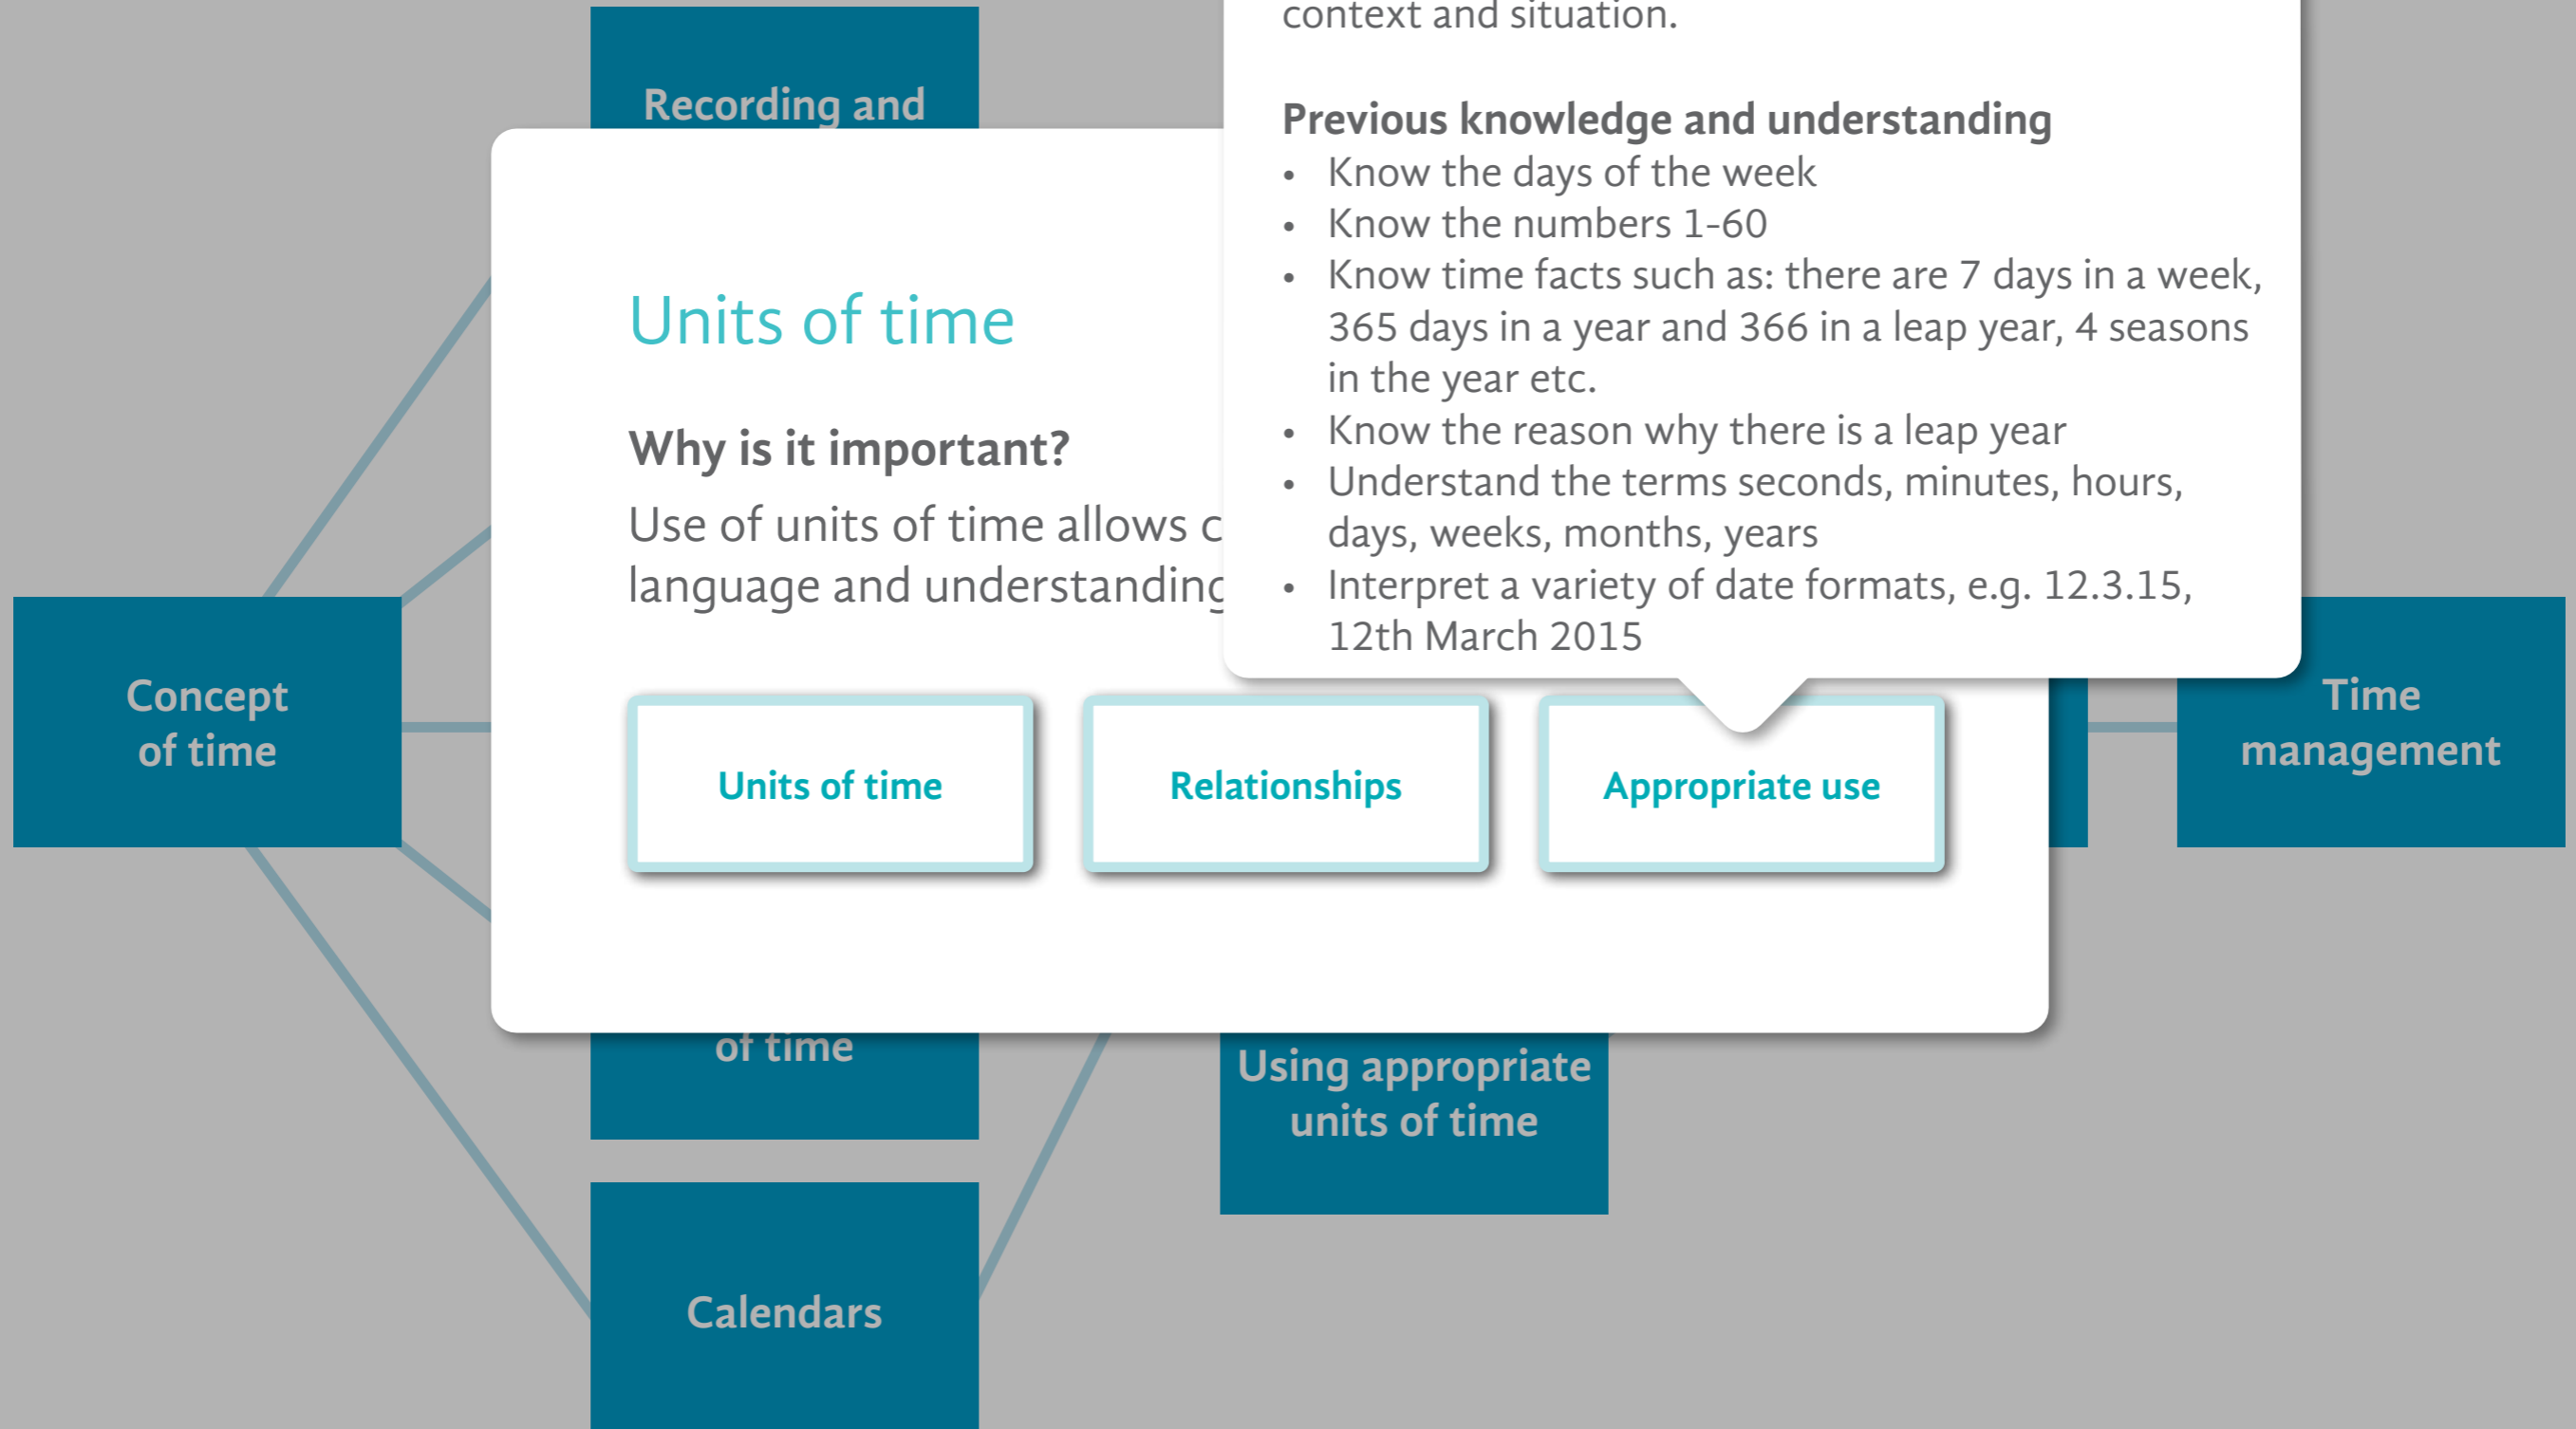 Recording and
context and situation.
Previous knowledge and understanding
• Know the days of the week
• Know the numbers 1-60
• Know time facts such as: there are 7 days in a week,
365 days in a year and 366 in a leap year, 4 seasons
in the year etc.
• Know the reason why there is a leap year
• Understand the terms seconds, minutes, hours,
days, weeks, months, years
• Interpret a variety of date formats, e.g. 12.3.15,
12th March 2015
Units of time
Why is it important?
Use of units of time allows
language and understanding
Concept
of time
Units of time
Relationships
Appropriate use
Time
management
of time
Using appropriate
units of time
Calendars